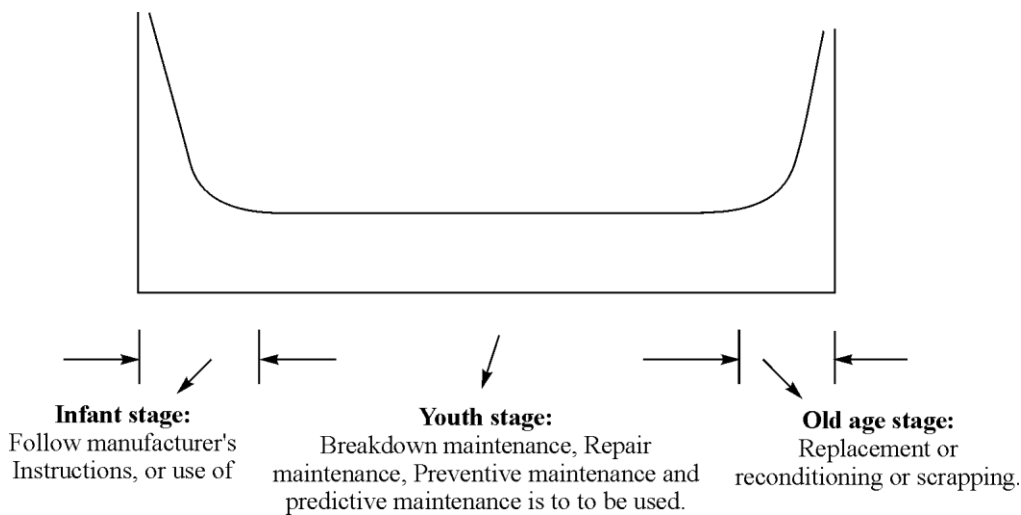 Infant stage:
Follow manufacturer's
Instructions, or use of
Youth stage:
Breakdown maintenance, Repair
maintenance, Preventive maintenance and
predictive maintenance is to to be used.
Old age stage:
Replacement or
reconditioning or scrapping.